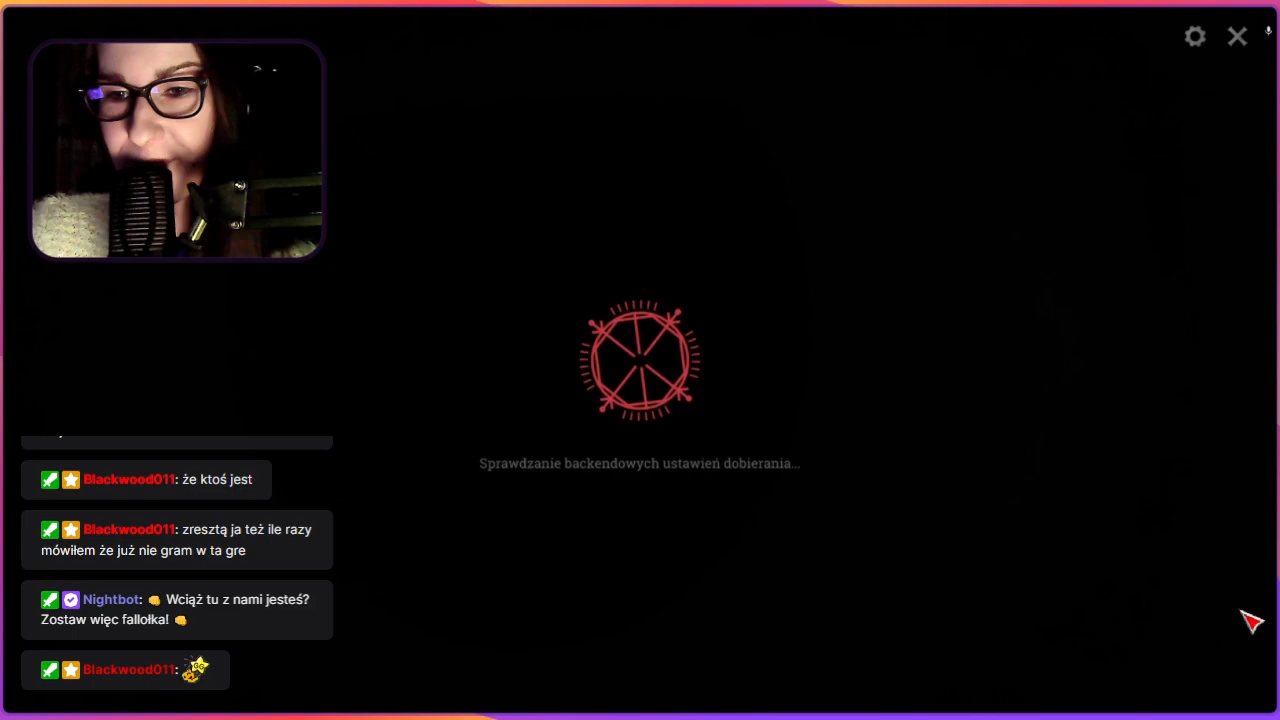 Sprawdzanie backendowych ustawień dobierania...
Blackwood011: że ktoś jest
Blackwood011: zresztą ja też ile razy
mówiłem że już nie gram w ta gre
Nightbot: Wciąż tu z nami jesteś?
Zostaw więc fallołka!
Blackwood011: